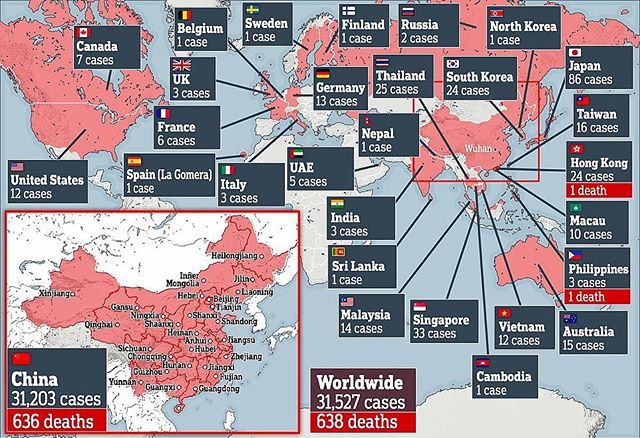 Canada
7 cases
Belgium
1 case
Sweden
1 case
Finland
1 case
Russia
2 cases
North Korea
1 case
Japan
86 cases
UK
3 cases
Germany
13 cases
Thailand
25 cases
South Korea
24 cases
Taiwan
16 cases
France
6 cases
Nepal
1 case
Wuhan
Hong Kong
24 cases
1 death
United States
12 cases
Spain (La Gomera)
1 case
Italy
3 cases
UAE
5 cases
India
3 cases
Macau
10 cases
Sri Lanka
1 case
Philippines
3 cases
1 death
Malaysia
14 cases
Singapore
33 cases
Vietnam
12 cases
Australia
15 cases
Cambodia
1 case
Heilongjiang
Inner
Mongolia
Jilin
Liaoning
Xinjiang
Hebei
Beijing
Tianjin
Gansu
Ningxia
Shanxi
Shandong
Qinghai
Shaanxi
Henan
Jiangsu
Anhui
Sichuan
Hubei
Chongqing
Zhejiang
Hunan
Jiangxi
Guizhou
Fujian
Yunnan
Guangxi
Guangdong
China
31,203 cases
636 deaths
Worldwide
31,527 cases
638 deaths